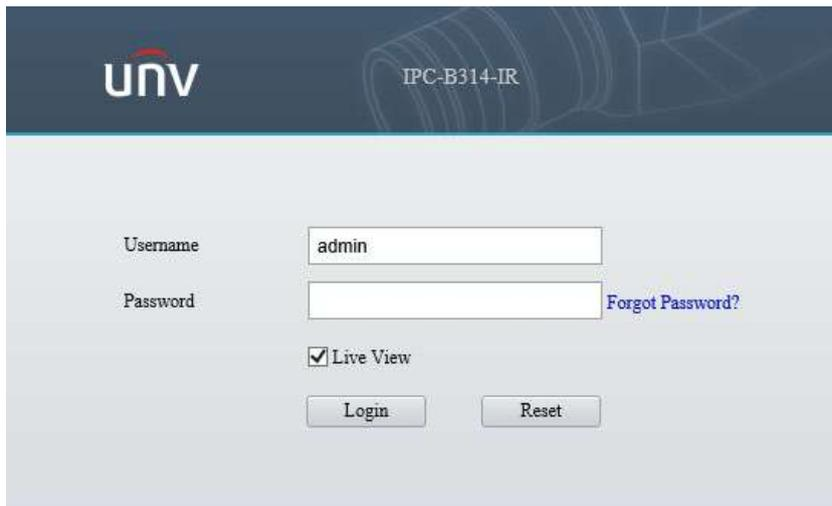 unv
IPC-B314-IR
Username
admin
Password
Forgot Password?
Live View
Login
Reset